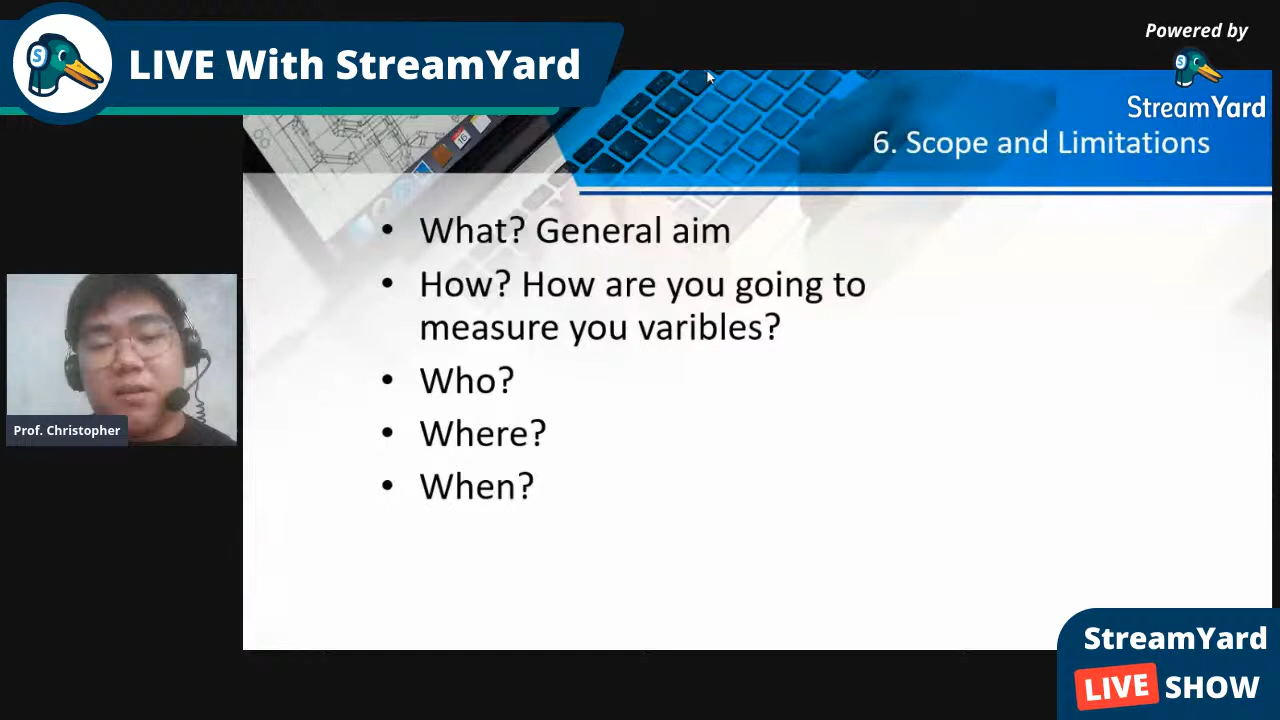 LIVE With StreamYard
Powered by
StreamYard
6. Scope and Limitations
• What? General aim
• How? How are you going to
measure you varibles?
• Who?
• Where?
• When?
Prof. Christopher
StreamYard
LIVE SHOW